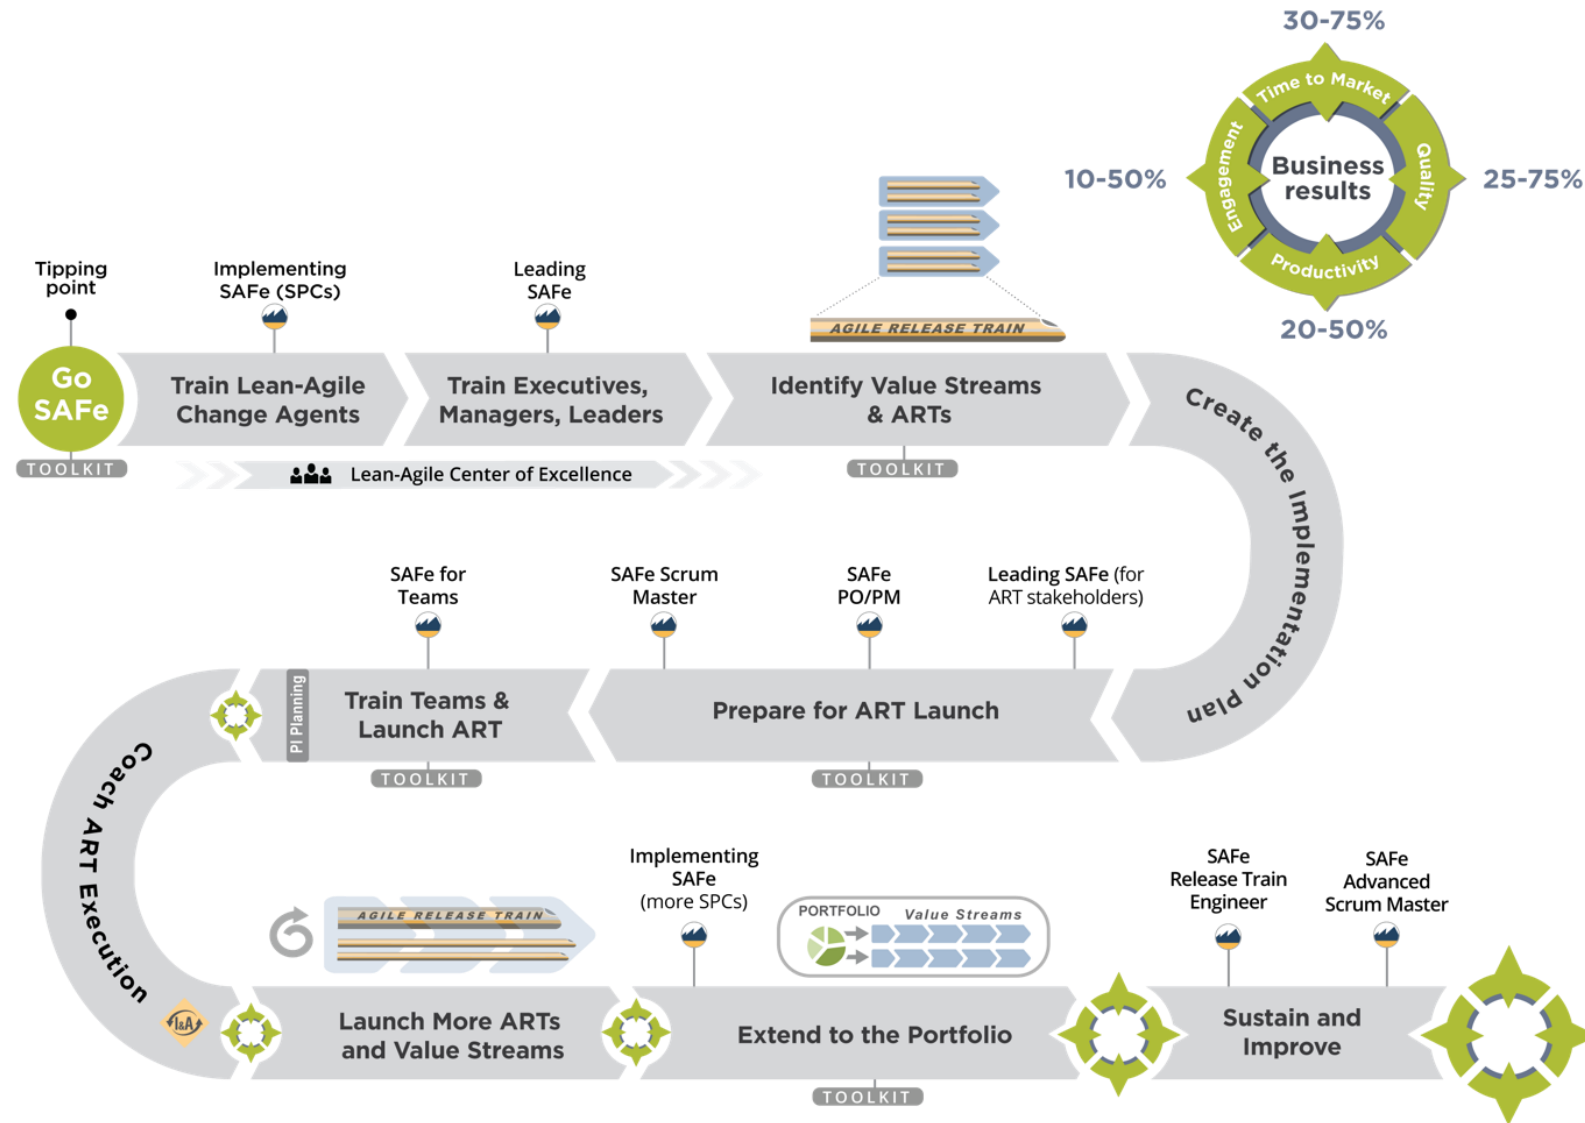 30-75%
Time to Market
Engagement
Quality
Business
results
Productivity
10-50%
25-75%
20-50%
Tipping
point
Implementing
SAFe (SPCs)
Leading
SAFe
AGILE RELEASE TRAIN
Go
SAFe
Train Lean-Agile
Change Agents
Train Executives,
Managers, Leaders
Identify Value Streams
& ARTs
Create the Implementation Plan
TOOLKIT
Lean-Agile Center of Excellence
TOOLKIT
Leading SAFe (for
ART stakeholders)
SAFe
PO/PM
SAFe Scrum
Master
SAFe for
Teams
Prepare for ART Launch
Train Teams &
Launch ART
PI Planning
TOOLKIT
TOOLKIT
Coach ART Execution
I&A
AGILE RELEASE TRAIN
Implementing
SAFe
(more SPCs)
PORTFOLIO
Value Streams
SAFe
Release Train
Engineer
SAFe
Advanced
Scrum Master
Launch More ARTs
and Value Streams
Extend to the Portfolio
Sustain and
Improve
TOOLKIT